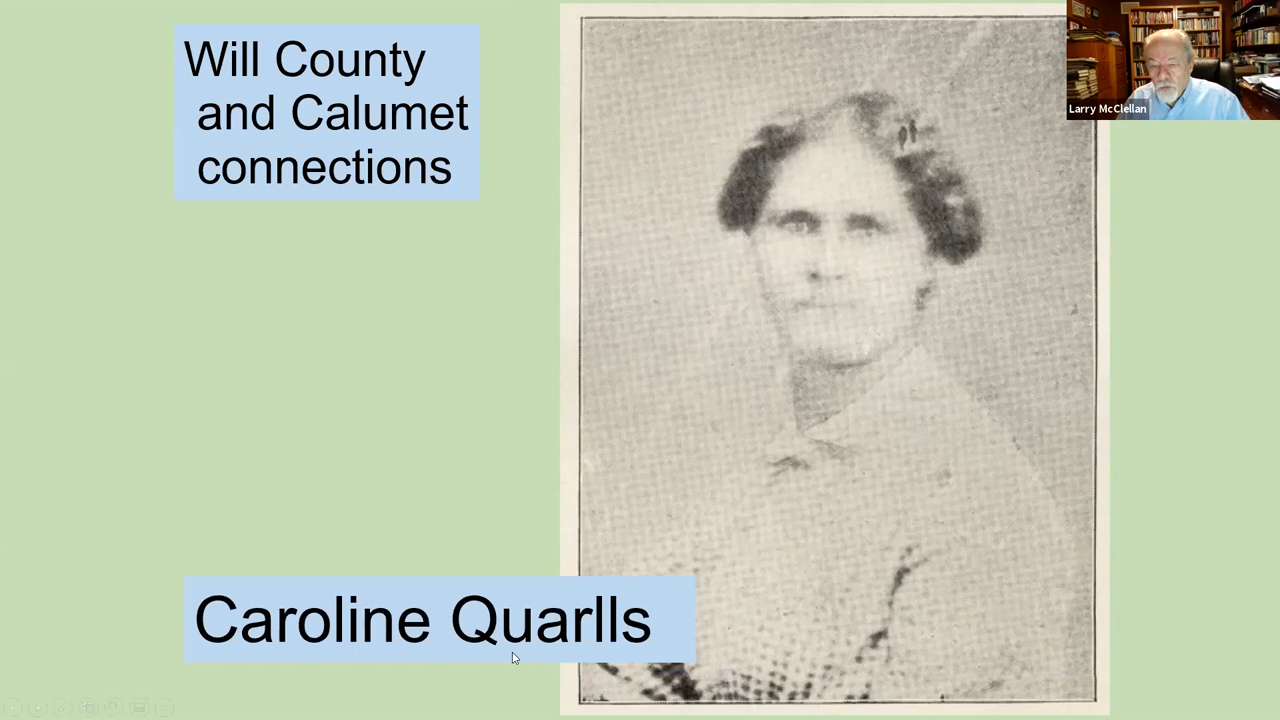 Will County
and Calumet
connections
Larry McClellan
Caroline Quarlls